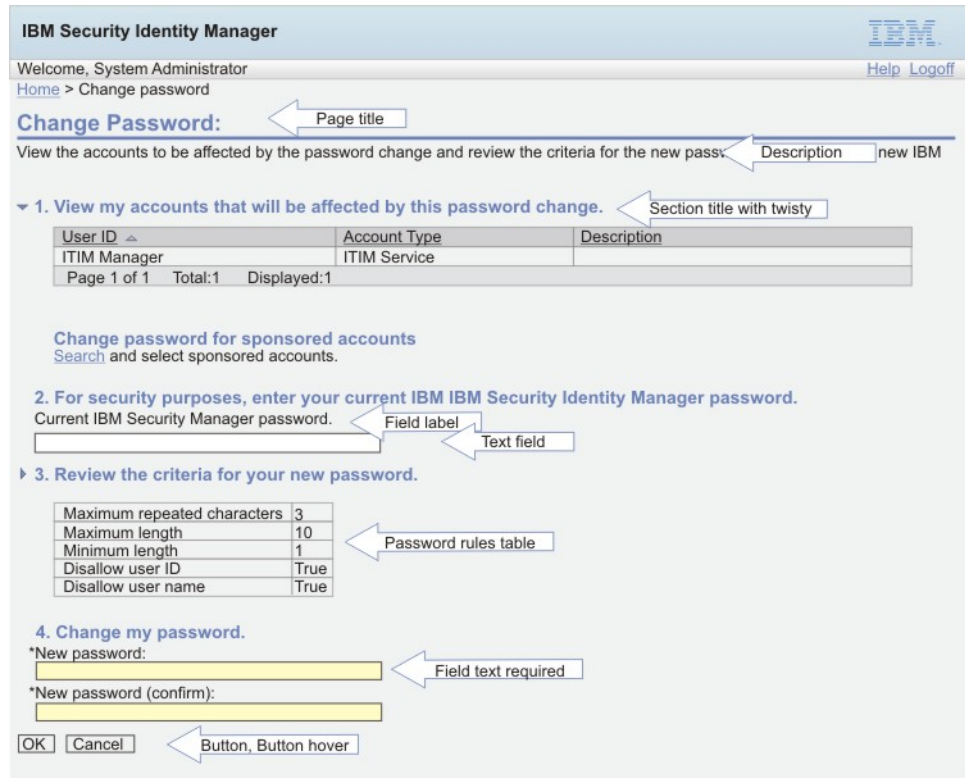 IBM Security Identity Manager
IBM.
Welcome, System Administrator
Help Logoff
Home > Change password
Change Password:
Page title
View the accounts to be affected by the password change and review the criteria for the new passw
Description
new IBM
1. View my accounts that will be affected by this password change.
Section title with twisty
User ID Account Type Description
ITIM Manager ITIM Service
Page 1 of 1 Total:1 Displayed:1
Change password for sponsored accounts
Search and select sponsored accounts.
2. For security purposes, enter your current IBM IBM Security Identity Manager password.
Current IBM Security Manager password.
Field label
Text field
3. Review the criteria for your new password.
Maximum repeated characters 3
Maximum length 10
Minimum length 1
Disallow user ID True
Disallow user name True
Password rules table
4. Change my password.
*New password:
Field text required
*New password (confirm):
OK Cancel
Button, Button hover